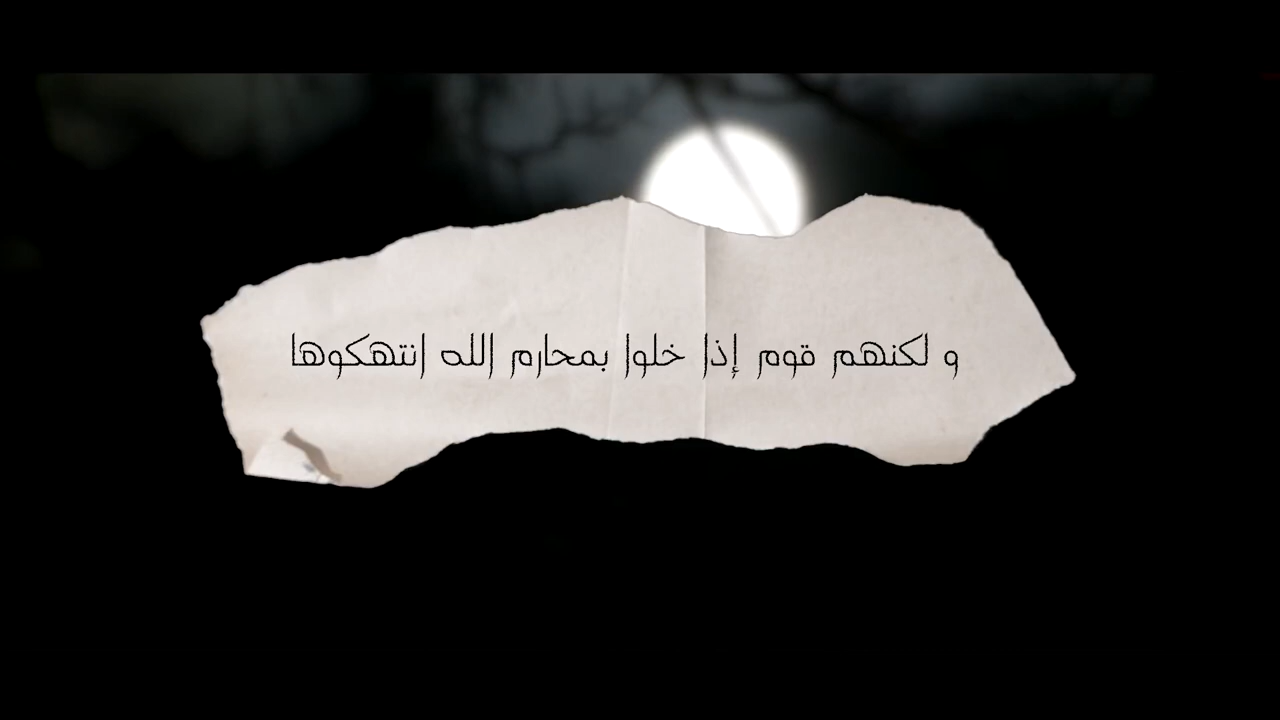 و لكنهم قوم إذا خلوا بمحارم الله انتهكوها